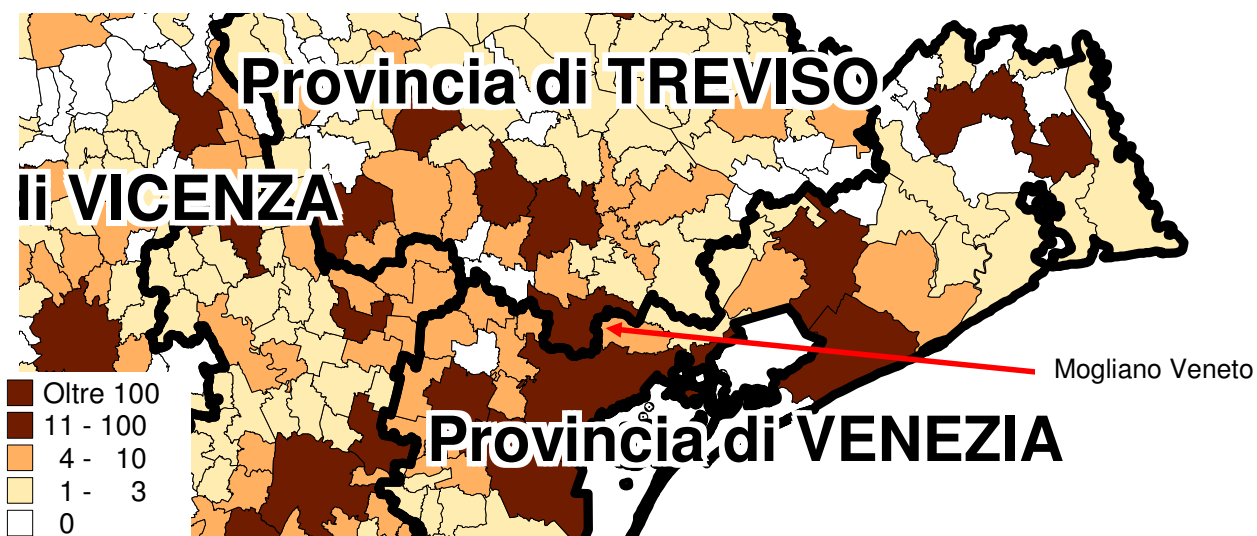 Provincia di TREVISO
di VICENZA
Mogliano Veneto
Provincia di VENEZIA
Oltre 100
11 - 100
4 - 10
1 - 3
0